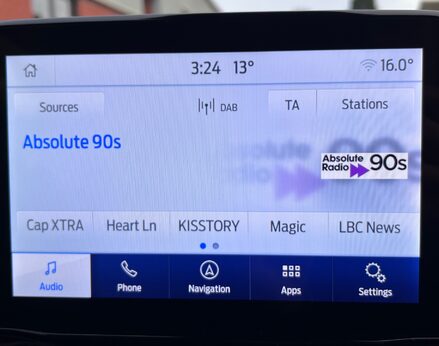 3:24 13° 16.0°
Sources DAB TA Stations
Absolute 90s
Absolute
Radio 90s
Cap XTRA Heart Ln KISSTORY Magic LBC News
Audio Phone Navigation Apps Settings